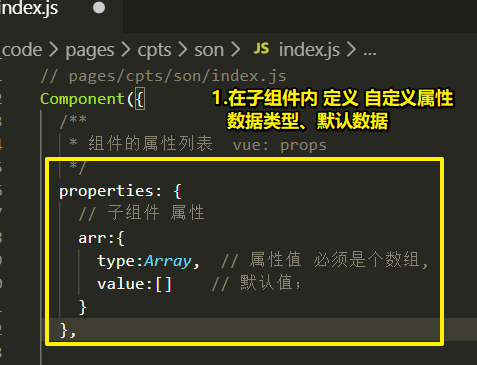 index.js
_code > pages > cpts > son > JS index.js > ...
// pages/cpts/son/index.js
Component({
1.在子组件内 定义 自定义属性
/**
数据类型、默认数据
* 组件的属性列表 vue: props
*/
properties: {
// 子组件 属性
arr:{
type:Array, // 属性值 必须是个数组,
value:[] // 默认值;
}
},